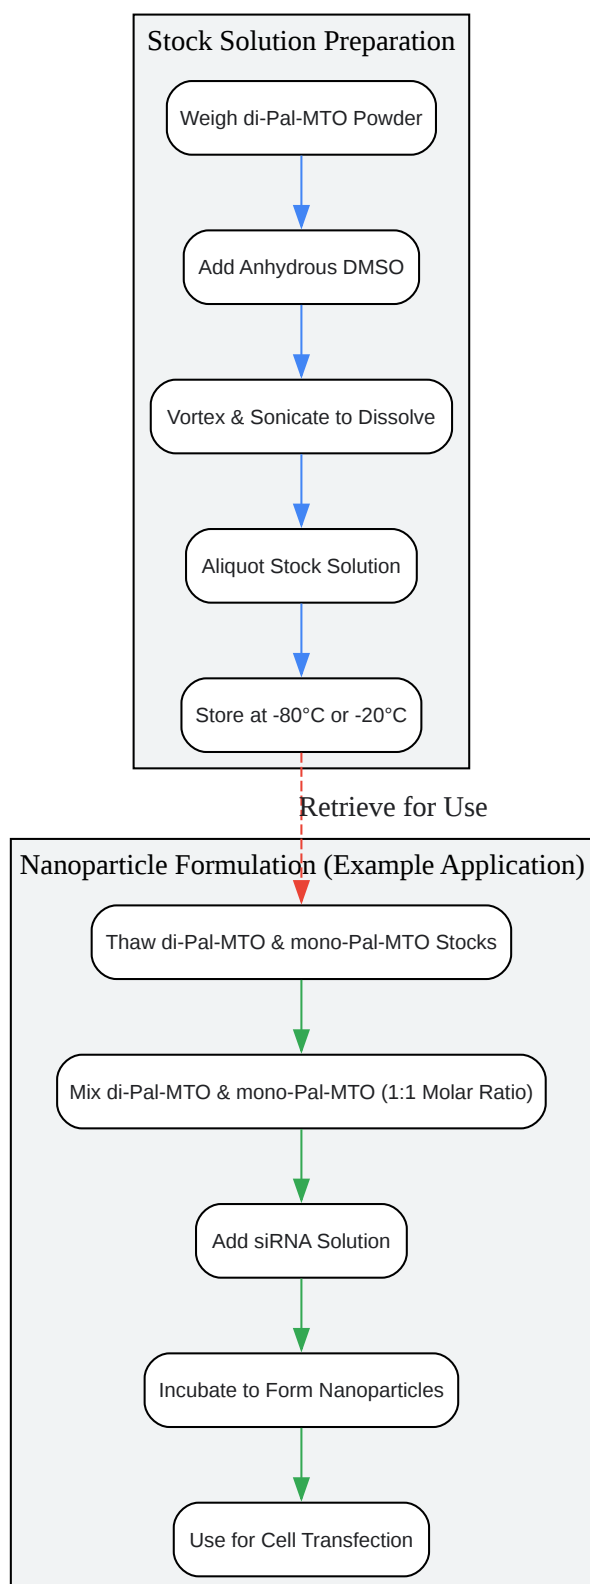 Stock Solution Preparation
Weigh di-Pal-MTO Powder
Add Anhydrous DMSO
Vortex & Sonicate to Dissolve
Aliquot Stock Solution
Store at -80°C or -20°C
Retrieve for Use
Nanoparticle Formulation (Example Application)
Thaw di-Pal-MTO & mono-Pal-MTO Stocks
Mix di-Pal-MTO & mono-Pal-MTO (1:1 Molar Ratio)
Add siRNA Solution
Incubate to Form Nanoparticles
Use for Cell Transfection